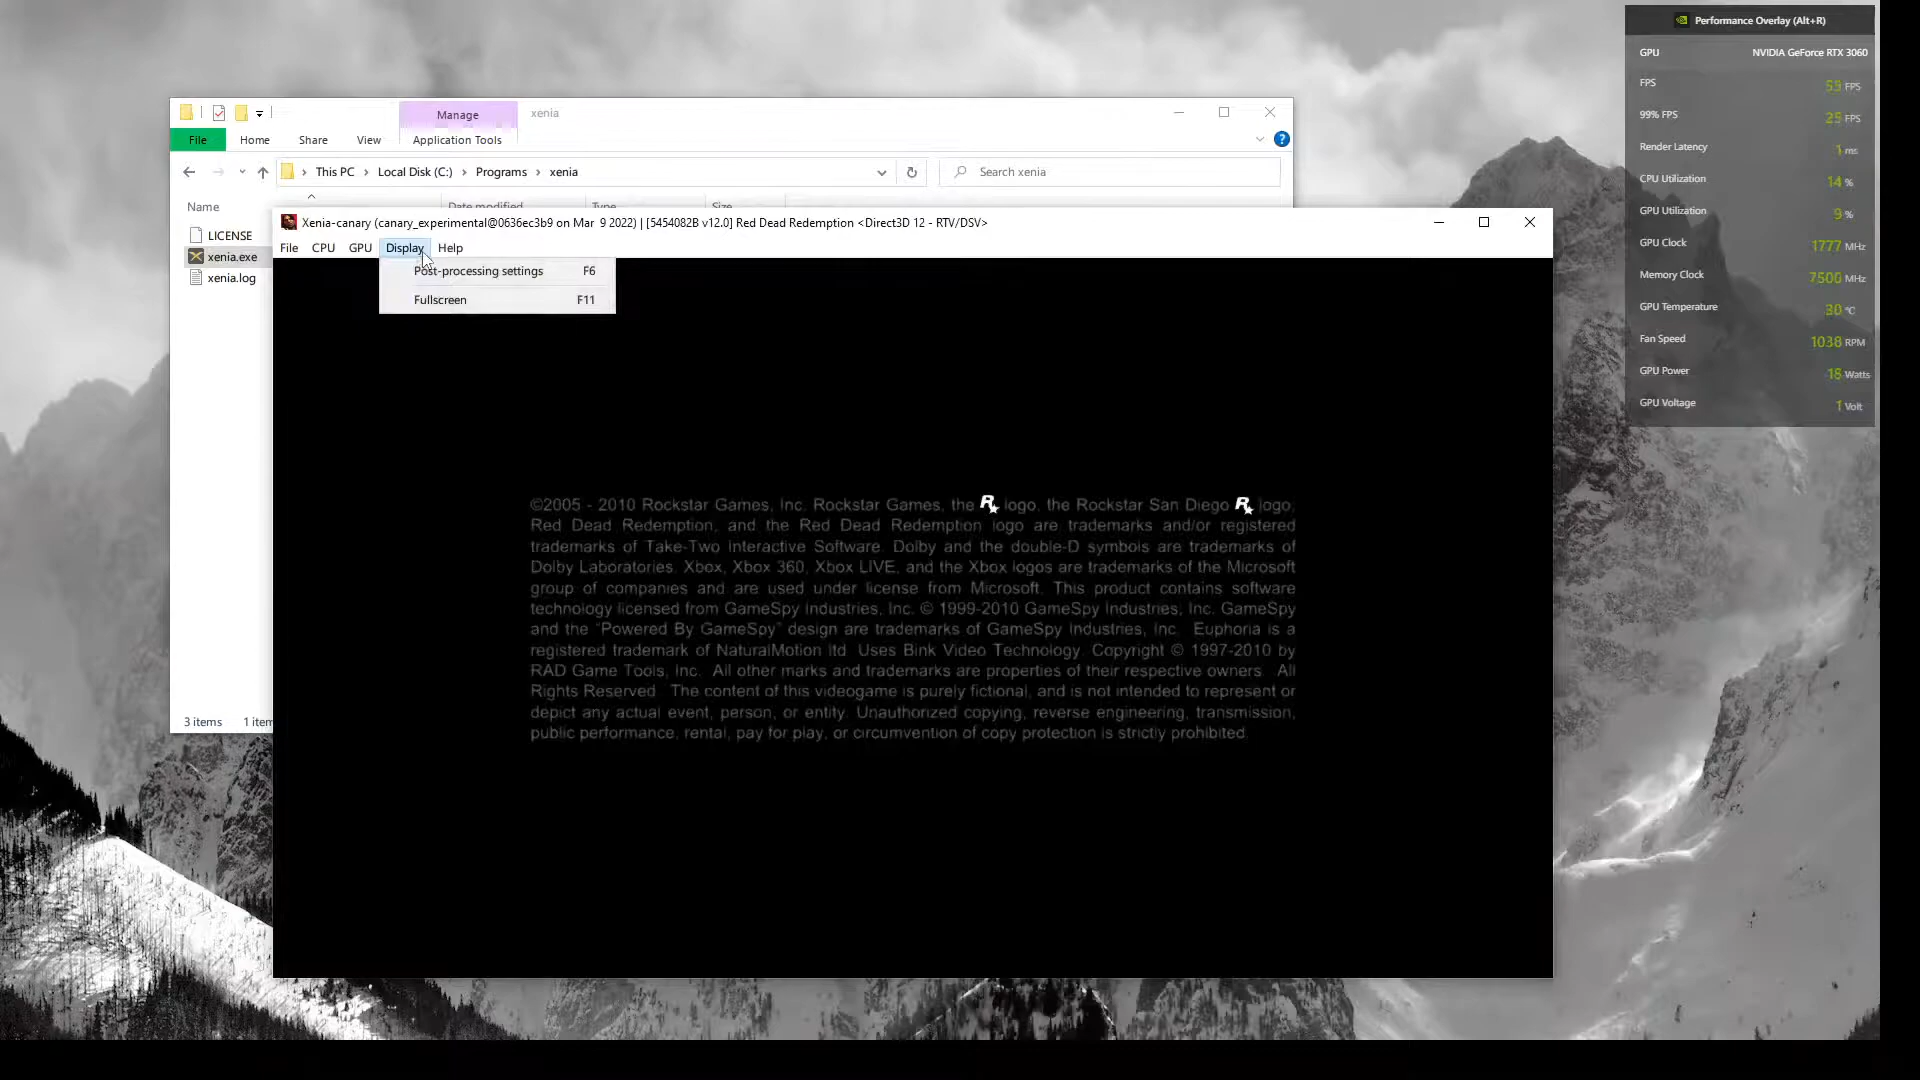 Performance Overlay (Alt+R)
GPU NVIDIA GeForce RTX 3060
FPS 53 FPS
99% FPS 25 FPS
Render Latency 1 ms
CPU Utilization 14 %
GPU Utilization 9 %
GPU Clock 1777 MHz
Memory Clock 7500 MHz
GPU Temperature 30 °C
Fan Speed 1038 RPM
GPU Power 18 Watts
GPU Voltage 1 Volt
Manage xenia
File Home Share View Application Tools
This PC Local Disk (C:) Programs xenia Search xenia
Name Date modified Type Size
LICENSE
xenia.exe
xenia.log
3 items 1 item
Xenia-canary (canary_experimental@0636ec3b9 on Mar 9 2022) | [5454082B v12.0] Red Dead Redemption <Direct3D 12 - RTV/DSV>
File CPU GPU Display Help
Post-processing settings F6
Fullscreen F11
©2005 - 2010 Rockstar Games, Inc. Rockstar Games, the R logo, the Rockstar San Diego R logo,
Red Dead Redemption, and the Red Dead Redemption logo are trademarks and/or registered
trademarks of Take-Two Interactive Software. Dolby and the double-D symbols are trademarks of
Dolby Laboratories. Xbox, Xbox 360, Xbox LIVE, and the Xbox logos are trademarks of the Microsoft
group of companies and are used under license from Microsoft. This product contains software
technology licensed from GameSpy Industries, Inc. © 1999-2010 GameSpy Industries, Inc. GameSpy
and the "Powered By GameSpy" design are trademarks of GameSpy Industries, Inc. Euphoria is a
registered trademark of NaturalMotion ltd. Uses Bink Video Technology. Copyright © 1997-2010 by
RAD Game Tools, Inc. All other marks and trademarks are properties of their respective owners. All
Rights Reserved. The content of this videogame is purely fictional, and is not intended to represent or
depict any actual event, person, or entity. Unauthorized copying, reverse engineering, transmission,
public performance, rental, pay for play, or circumvention of copy protection is strictly prohibited.